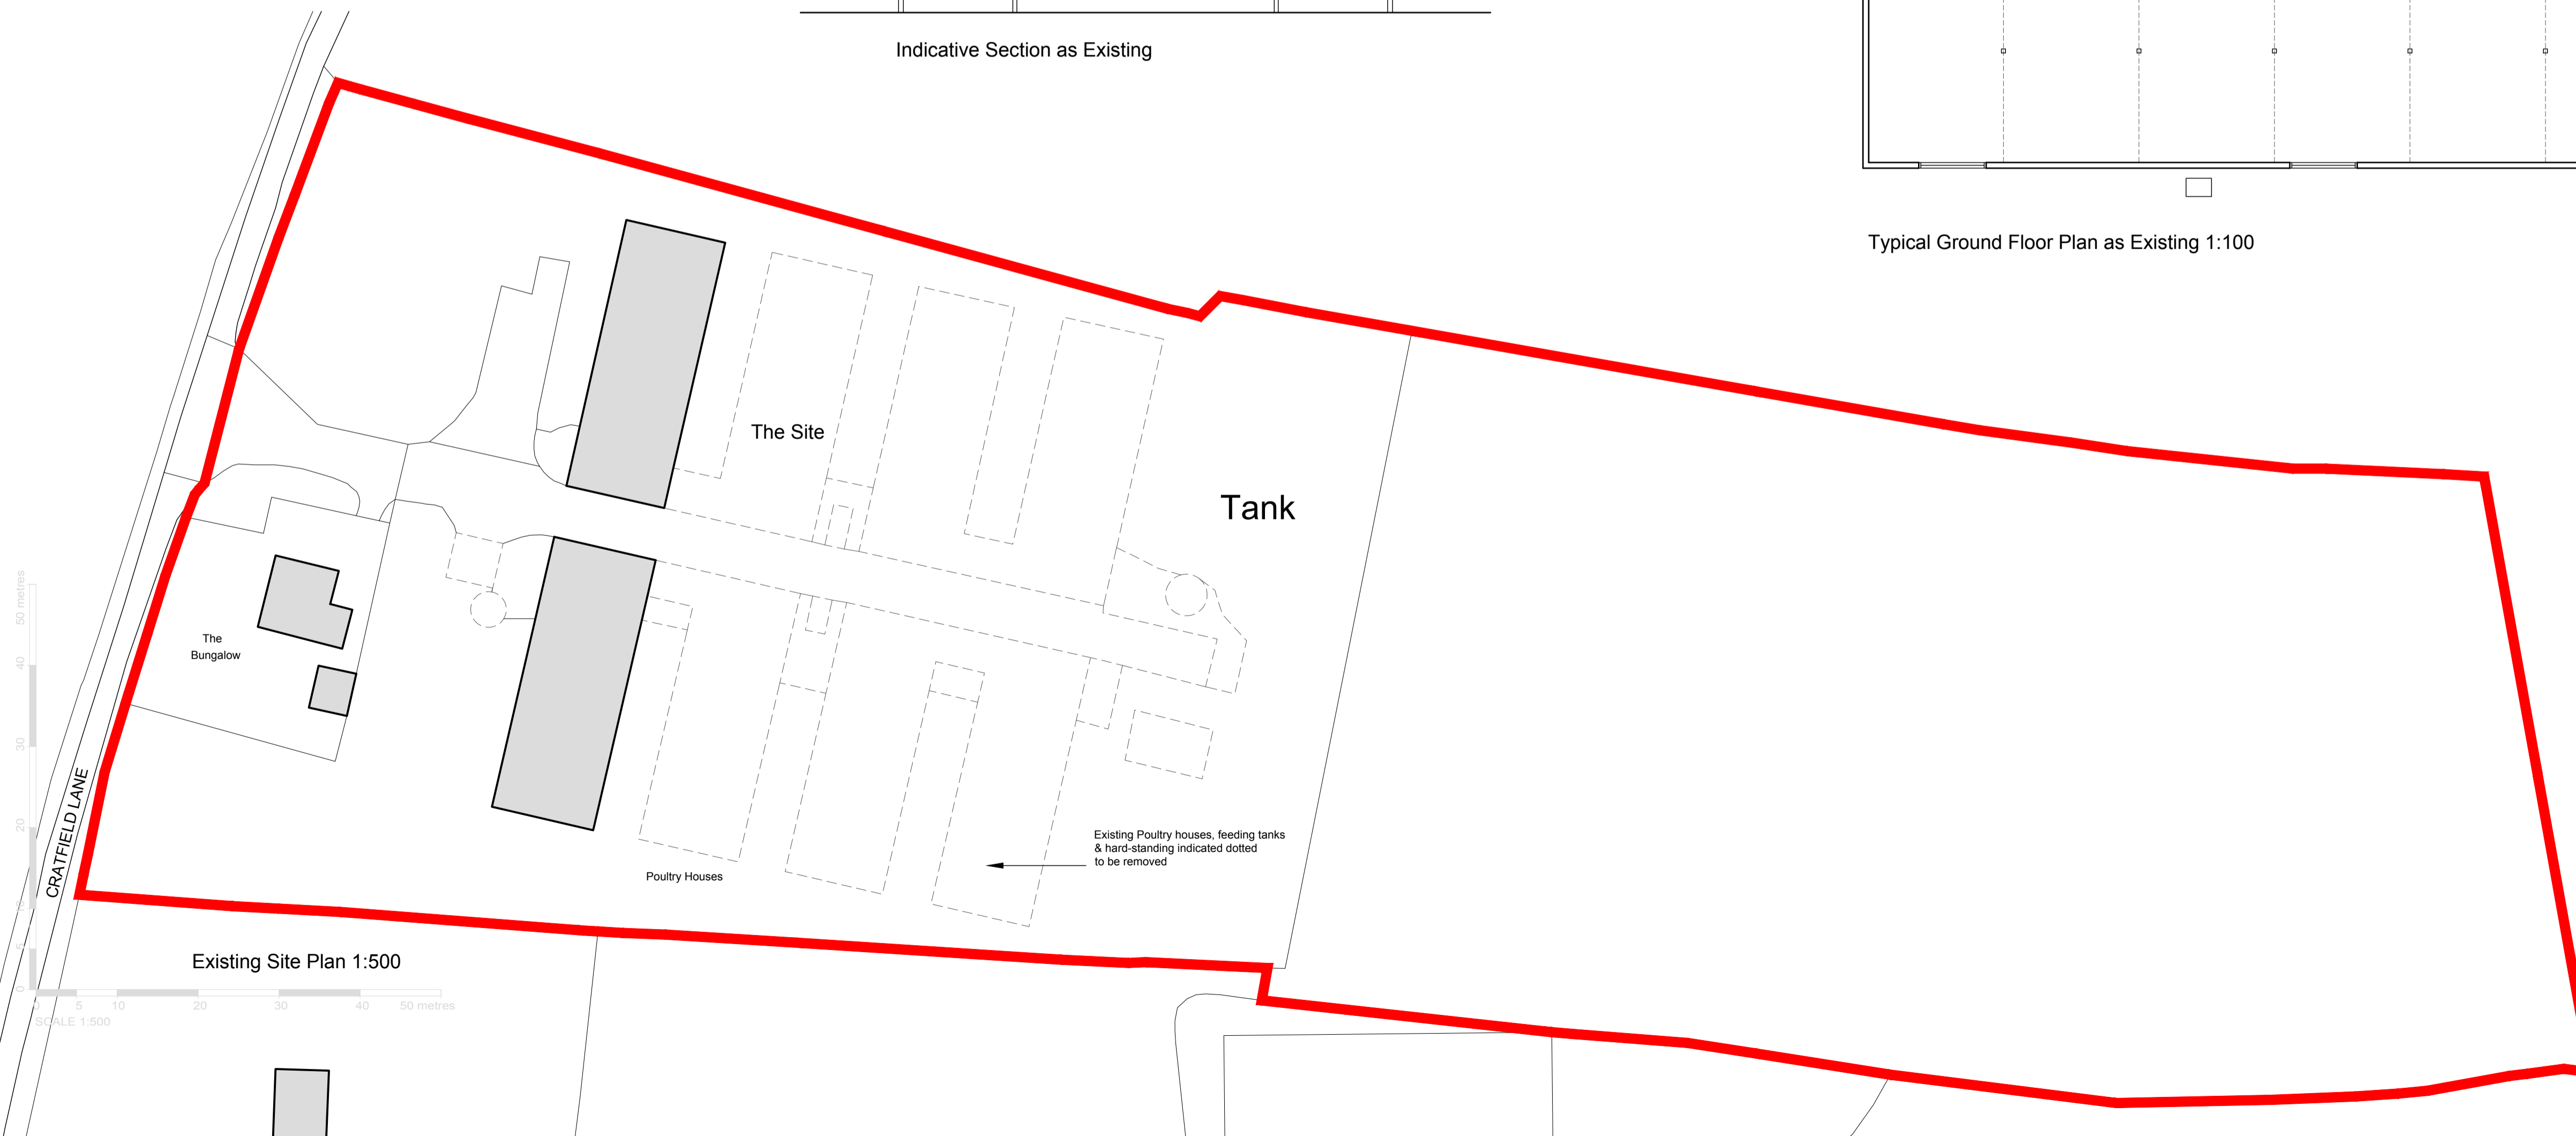 Indicative Section as Existing
Typical Ground Floor Plan as Existing 1:100
The Site
Tank
The
Bungalow
CRATFIELD LANE
Existing Poultry houses, feeding tanks
& hard-standing indicated dotted
to be removed
Poultry Houses
Existing Site Plan 1:500
50 metres
40
30
20
10
5
0
0
5
10
20
30
40
50 metres
SCALE 1:500